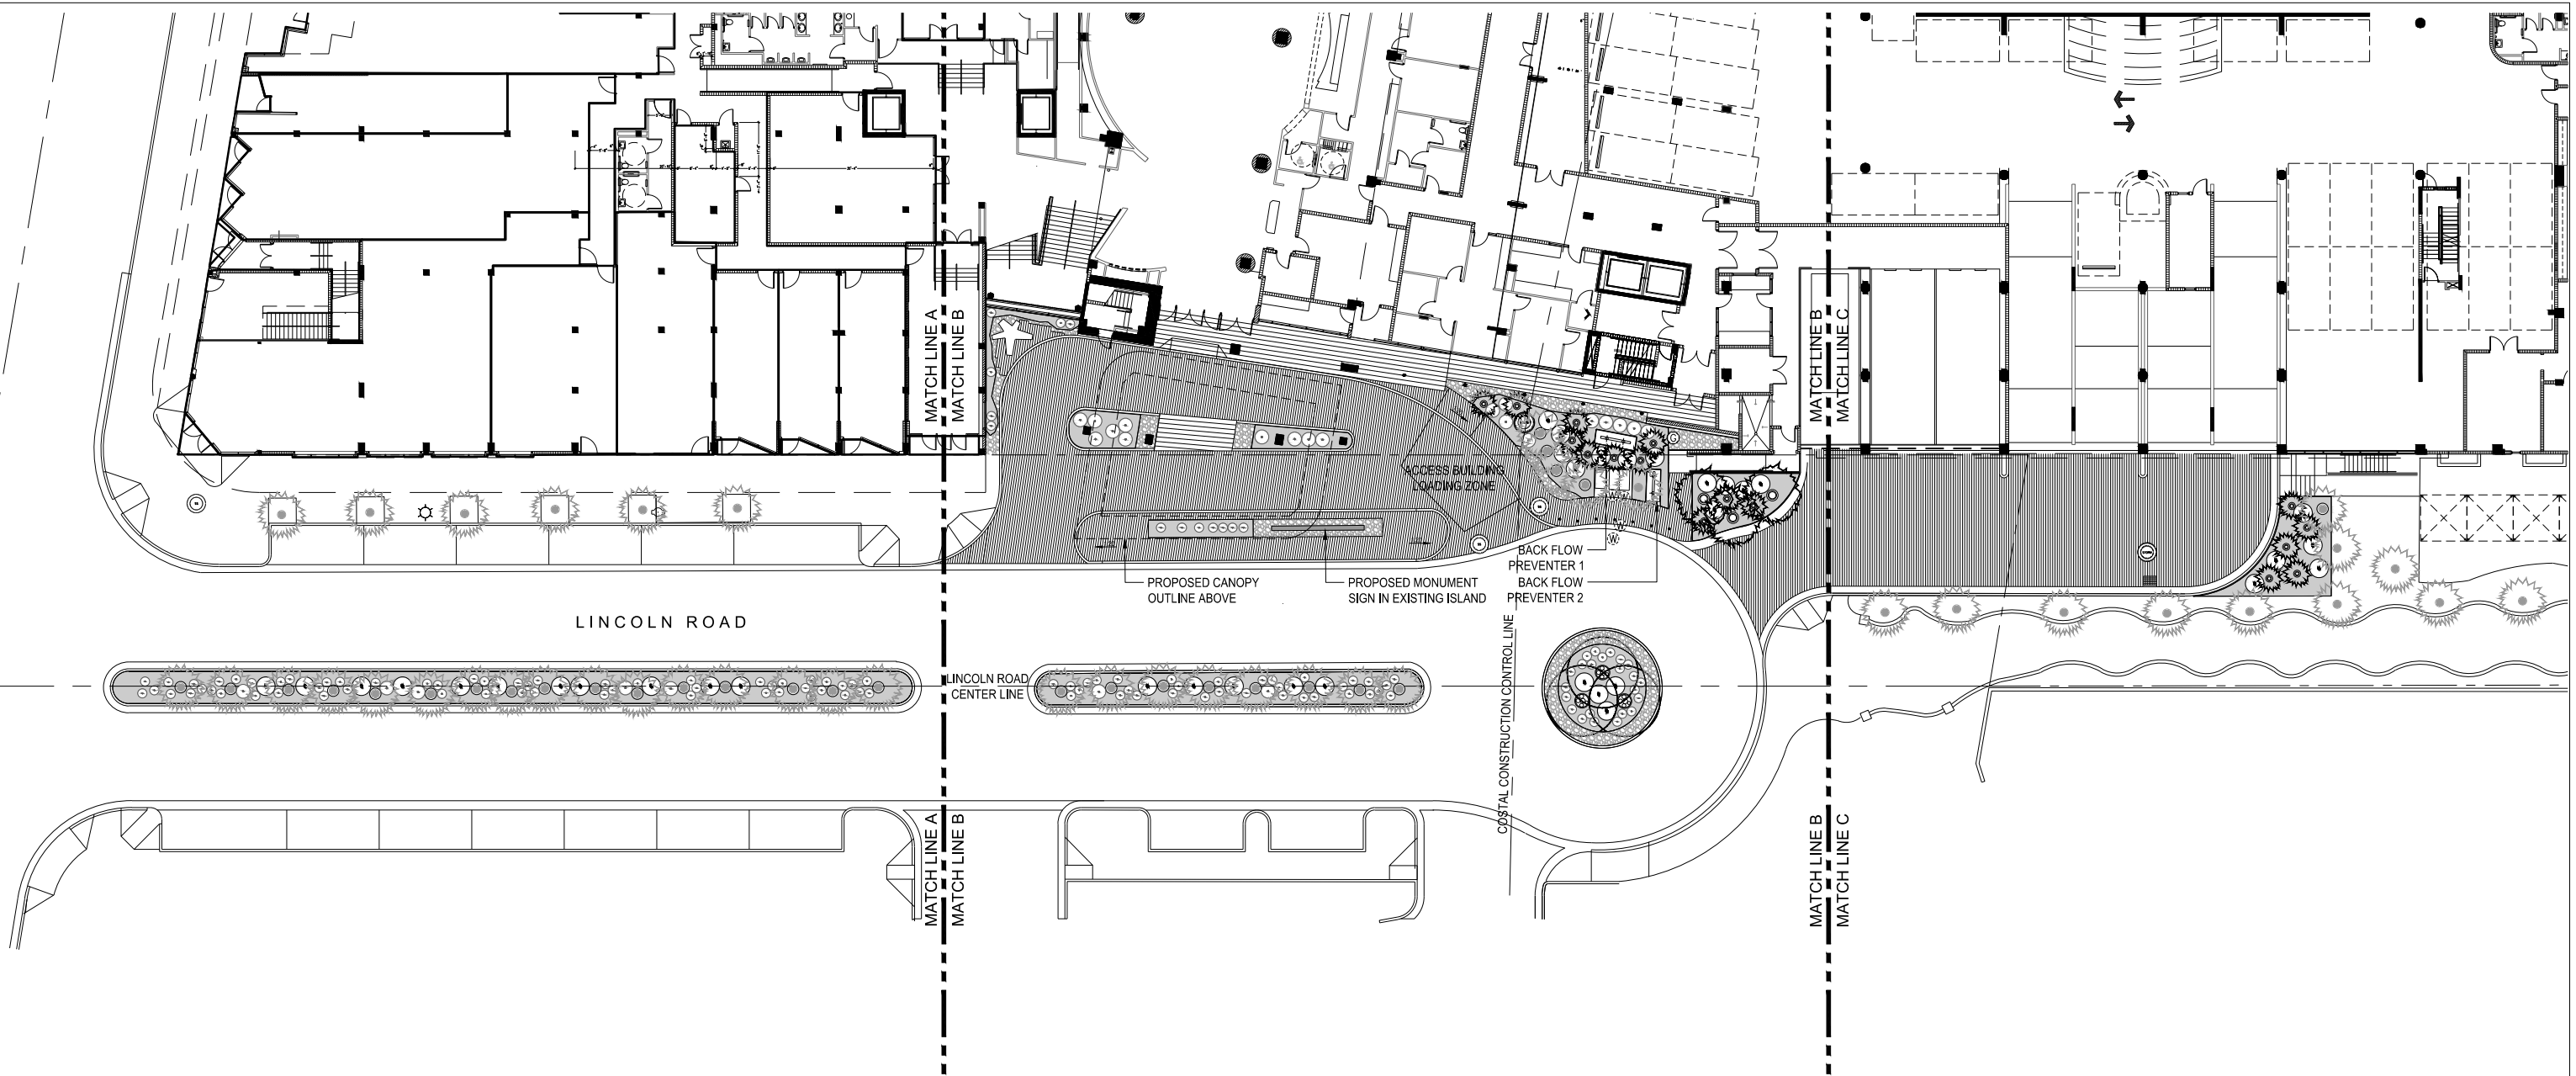 MATCH LINE A
MATCH LINE B
MATCH LINE B
MATCH LINE C
ACCESS BUILDING
LOADING ZONE
BACK FLOW
PREVENTER 1
BACK FLOW
PREVENTER 2
PROPOSED CANOPY
OUTLINE ABOVE
PROPOSED MONUMENT
SIGN IN EXISTING ISLAND
LINCOLN ROAD
LINCOLN ROAD
CENTER LINE
COSTAL CONSTRUCTION CONTROL LINE
MATCH LINE A
MATCH LINE B
MATCH LINE B
MATCH LINE C